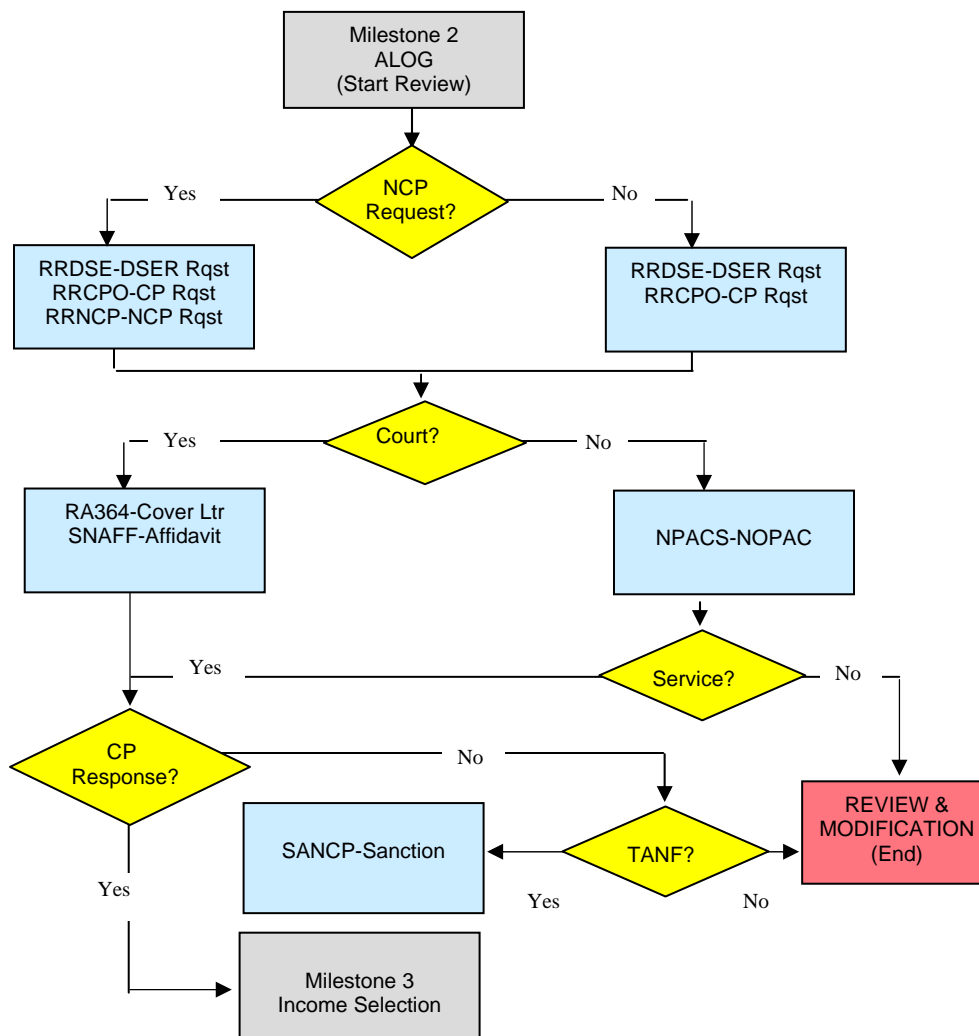 Milestone 2
ALOG
(Start Review)
NCP
Request?
Yes
No
RRDSE-DSER Rqst
RRCPO-CP Rqst
RRNCP-NCP Rqst
RRDSE-DSER Rqst
RRCPO-CP Rqst
Court?
Yes
No
RA364-Cover Ltr
SNAFF-Affidavit
NPACS-NOPAC
Service?
Yes
No
CP
Response?
No
REVIEW &
MODIFICATION
(End)
SANCP-Sanction
TANF?
Yes
Yes
No
Milestone 3
Income Selection